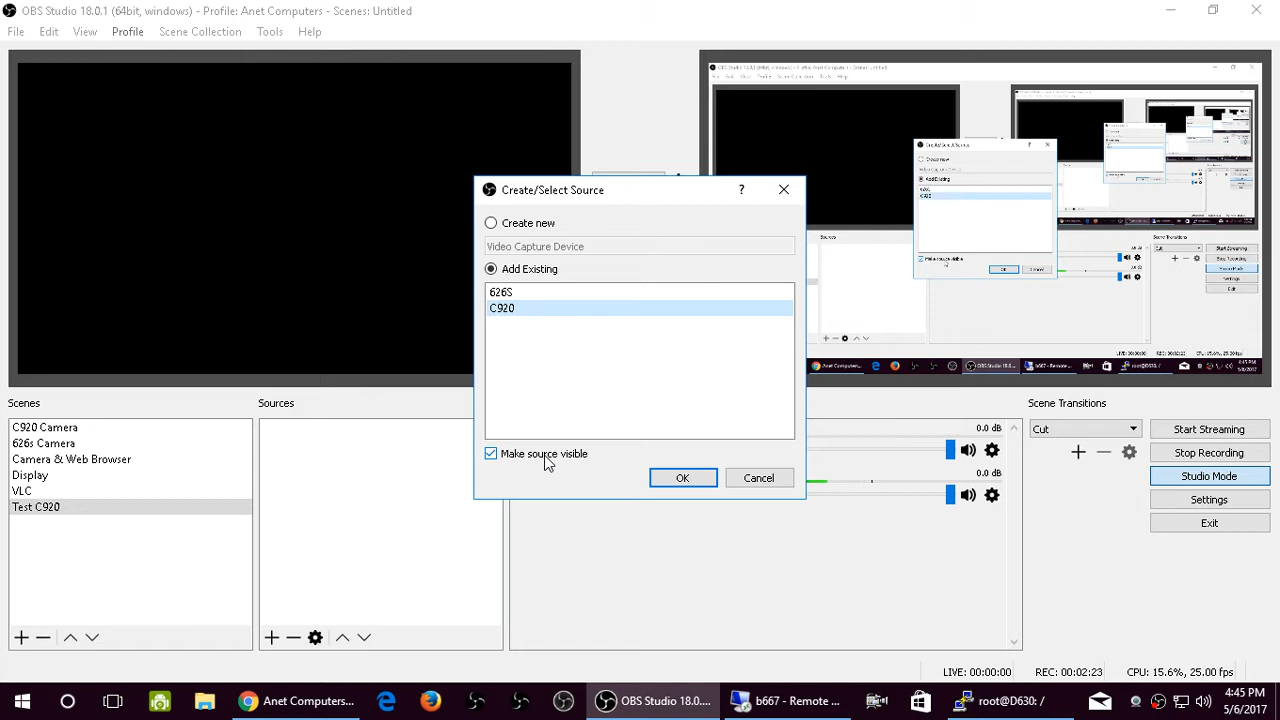 OBS Studio 18.0.1 (64bit, windows) - Profile: Anet Computers - Scenes: Untitled
File Edit View Profile Scene Collection Tools Help
Create/Select Source
Create new
Video Capture Device
Add Existing
626S
C920
Make source visible
OK Cancel
Scenes
C920 Camera
626s Camera
Camera & Web Browser
Display
VLC
Test C920
Sources
0.0 dB
0.0 dB
Scene Transitions
Cut
Start Streaming
Stop Recording
Studio Mode
Settings
Exit
LIVE: 00:00:00 REC: 00:02:23 CPU: 15.6%, 25.00 fps
Anet Computers...
OBS Studio 18.0....
b667 - Remote ...
root@D630: /
4:45 PM
5/6/2017